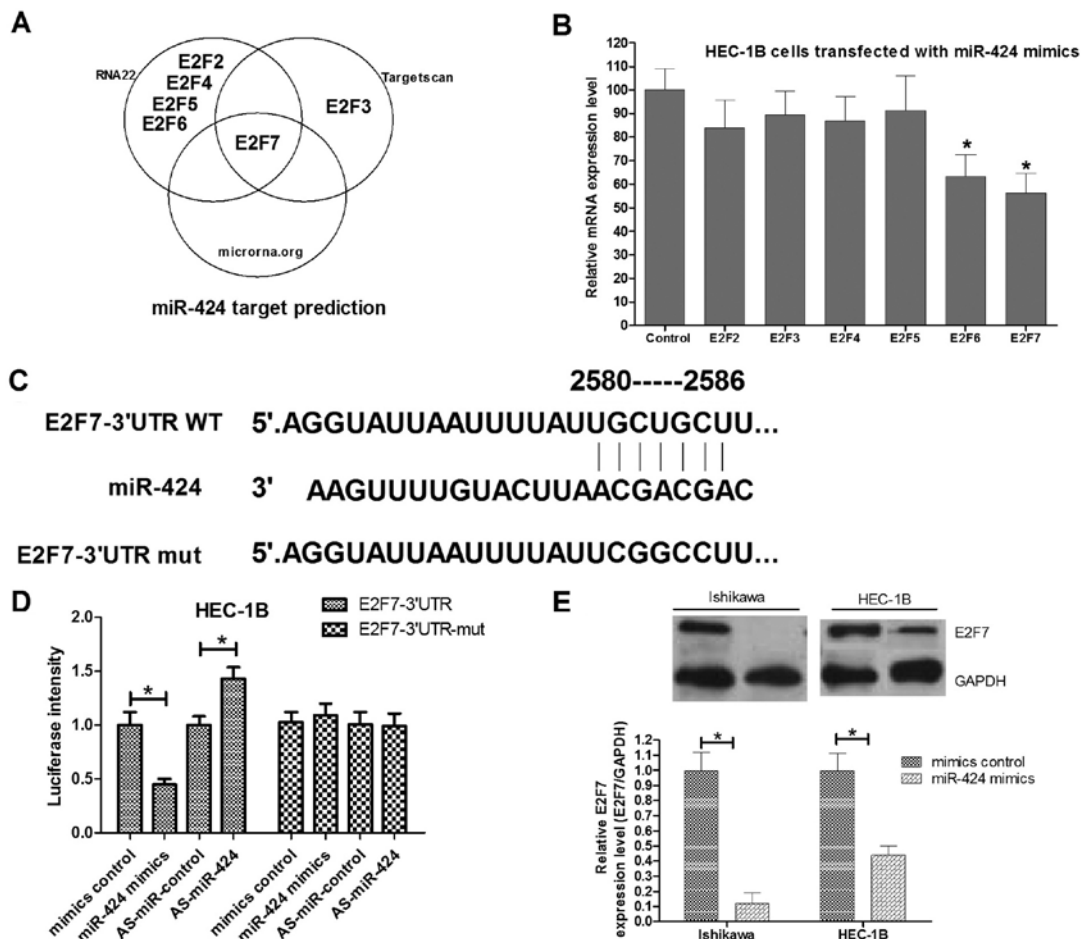 A
RNA22
E2F2
E2F4
E2F5
E2F6
Targetscan
E2F3
E2F7
microrna.org
miR-424 target prediction
B
HEC-1B cells transfected with miR-424 mimics
Relative mRNA expression level
120
110
100
90
80
70
60
50
40
30
20
10
0
* *
Control E2F2 E2F3 E2F4 E2F5 E2F6 E2F7
C
2580-----2586
E2F7-3'UTR WT 5'.AGGUAUUAAUUUUAUUGCUGCUU...
miR-424 3' AAGUUUUGUACUUAACGACGAC
E2F7-3'UTR mut 5'.AGGUAUUAAUUUUAUUCGGCCUU...
D
HEC-1B
E2F7-3'UTR
E2F7-3'UTR-mut
Luciferase intensity
2.0
1.5
1.0
0.5
0.0
* *
mimics control
miR-424 mimics
AS-miR-control
AS-miR-424
mimics control
miR-424 mimics
AS-miR-control
AS-miR-424
E
Ishikawa HEC-1B
E2F7
GAPDH
Relative E2F7
expression level (E2F7/GAPDH)
1.2
1.1
1.0
0.9
0.8
0.7
0.6
0.5
0.4
0.3
0.2
0.1
0.0
* *
mimics control
miR-424 mimics
Ishikawa HEC-1B